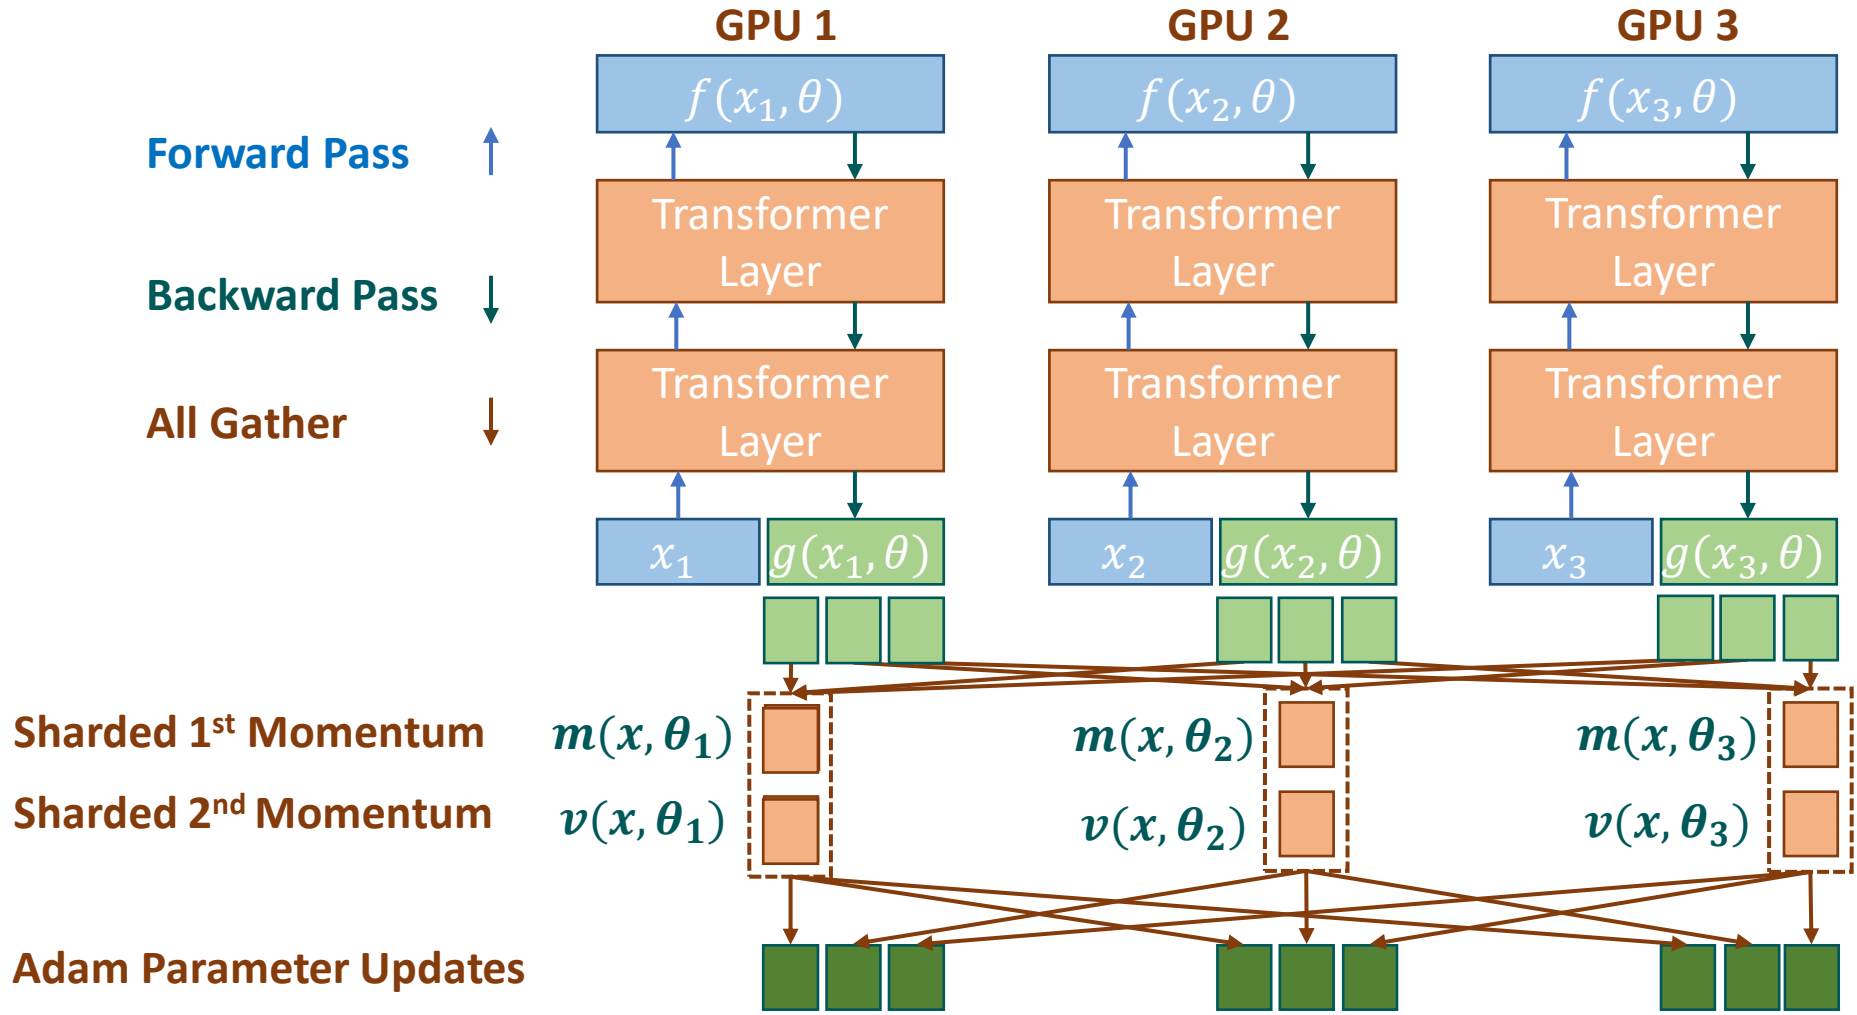 GPU 1
GPU 2
GPU 3
f(x₁, θ)
f(x₂, θ)
f(x₃, θ)
Forward Pass
Transformer Layer
Transformer Layer
Transformer Layer
Backward Pass
Transformer Layer
Transformer Layer
Transformer Layer
All Gather
x₁
g(x₁, θ)
x₂
g(x₂, θ)
x₃
g(x₃, θ)
Sharded 1st Momentum
m(x, θ₁)
m(x, θ₂)
m(x, θ₃)
Sharded 2nd Momentum
v(x, θ₁)
v(x, θ₂)
v(x, θ₃)
Adam Parameter Updates